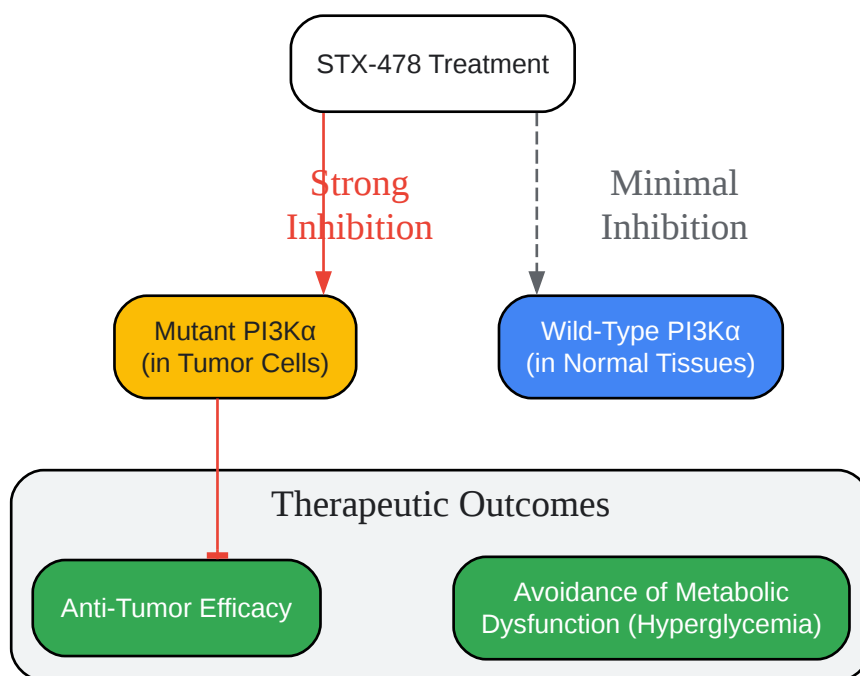 STX-478 Treatment
Strong
Inhibition
Minimal
Inhibition
Mutant PI3Kα
(in Tumor Cells)
Wild-Type PI3Kα
(in Normal Tissues)
Therapeutic Outcomes
Anti-Tumor Efficacy
Avoidance of Metabolic
Dysfunction (Hyperglycemia)